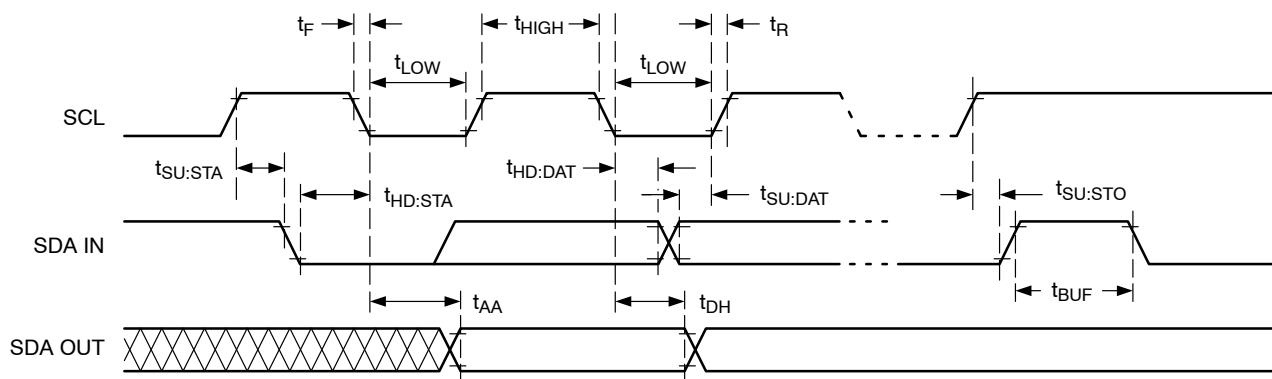 tF
tHIGH
tR
tLOW
tLOW
SCL
tSU:STA
tHD:DAT
tHD:STA
tSU:DAT
tSU:STO
SDA IN
tBUF
tAA
tDH
SDA OUT